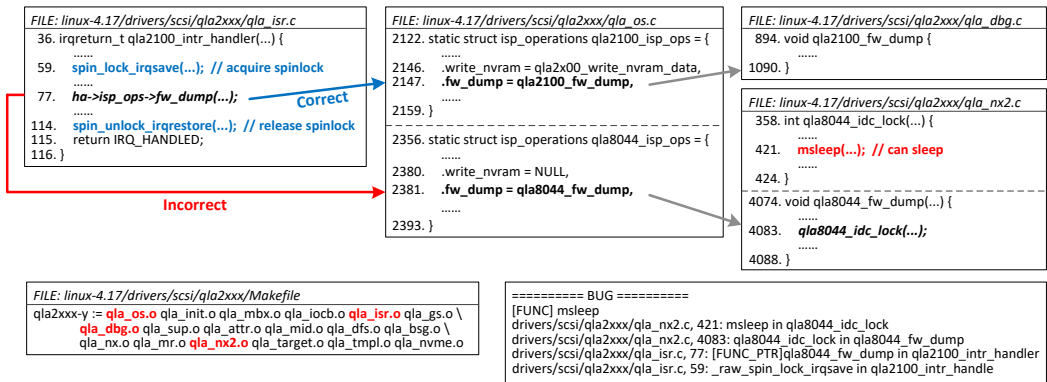 FILE: linux-4.17/drivers/scsi/qla2xxx/qla_isr.c
36. irqreturn_t qla2100_intr_handler(...) {
......
59. spin_lock_irqsave(...); // acquire spinlock
......
77. ha->isp_ops->fw_dump(...);
......
114. spin_unlock_irqrestore(...); // release spinlock
115. return IRQ_HANDLED;
116. }
Correct
Incorrect
FILE: linux-4.17/drivers/scsi/qla2xxx/qla_os.c
2122. static struct isp_operations qla2100_isp_ops = {
......
2146. .write_nvram = qla2x00_write_nvram_data,
2147. .fw_dump = qla2100_fw_dump,
......
2159. }
2356. static struct isp_operations qla8044_isp_ops = {
......
2380. .write_nvram = NULL,
2381. .fw_dump = qla8044_fw_dump,
......
2393. }
FILE: linux-4.17/drivers/scsi/qla2xxx/qla_dbg.c
894. void qla2100_fw_dump {
......
1090. }
FILE: linux-4.17/drivers/scsi/qla2xxx/qla_nx2.c
358. int qla8044_idc_lock(...) {
......
421. msleep(...); // can sleep
......
424. }
4074. void qla8044_fw_dump(...) {
......
4083. qla8044_idc_lock(...);
......
4088. }
FILE: linux-4.17/drivers/scsi/qla2xxx/Makefile
qla2xxx-y := qla_os.o qla_init.o qla_mbx.o qla_iocb.o qla_isr.o qla_gs.o \
qla_dbg.o qla_sup.o qla_attr.o qla_mid.o qla_dfs.o qla_bsg.o \
qla_nx.o qla_mr.o qla_nx2.o qla_target.o qla_tmpl.o qla_nvme.o
========== BUG ==========
[FUNC] msleep
drivers/scsi/qla2xxx/qla_nx2.c, 421: msleep in qla8044_idc_lock
drivers/scsi/qla2xxx/qla_nx2.c, 4083: qla8044_idc_lock in qla8044_fw_dump
drivers/scsi/qla2xxx/qla_isr.c, 77: [FUNC_PTR]qla8044_fw_dump in qla2100_intr_handler
drivers/scsi/qla2xxx/qla_isr.c, 59: _raw_spin_lock_irqsave in qla2100_intr_handle